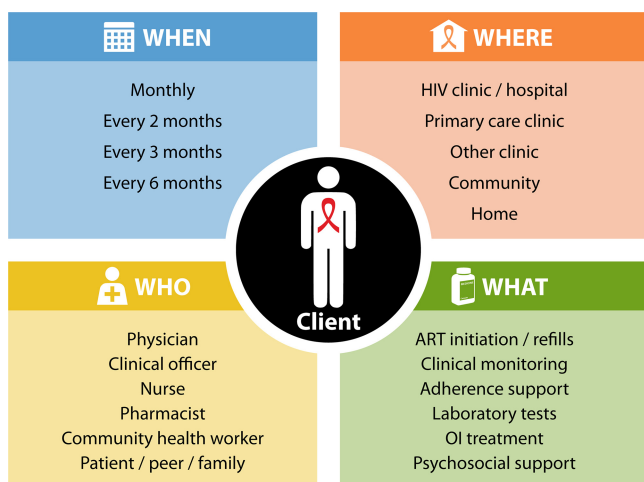 WHEN
Monthly
Every 2 months
Every 3 months
Every 6 months
WHERE
HIV clinic / hospital
Primary care clinic
Other clinic
Community
Home
Client
WHO
Physician
Clinical officer
Nurse
Pharmacist
Community health worker
Patient / peer / family
WHAT
ART initiation / refills
Clinical monitoring
Adherence support
Laboratory tests
OI treatment
Psychosocial support